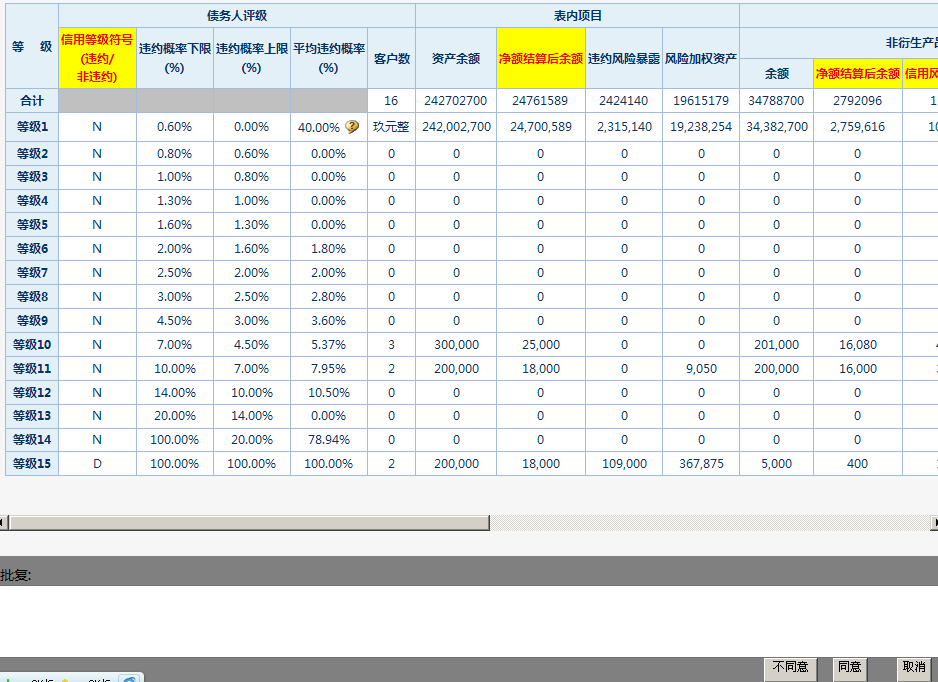 债务人评级 表内项目
等 级 信用等级符号(违约/非违约) 违约概率下限(%) 违约概率上限(%) 平均违约概率(%) 客户数 资产余额 净额结算后余额 违约风险暴露 风险加权资产 非衍生产
余额 净额结算后余额 信用风
合计 16 242702700 24761589 2424140 19615179 34788700 2792096 1
等级1 N 0.60% 0.00% 40.00% 玖元整 242,002,700 24,700,589 2,315,140 19,238,254 34,382,700 2,759,616 10
等级2 N 0.80% 0.60% 0.00% 0 0 0 0 0 0 0
等级3 N 1.00% 0.80% 0.00% 0 0 0 0 0 0 0
等级4 N 1.30% 1.00% 0.00% 0 0 0 0 0 0 0
等级5 N 1.60% 1.30% 0.00% 0 0 0 0 0 0 0
等级6 N 2.00% 1.60% 1.80% 0 0 0 0 0 0 0
等级7 N 2.50% 2.00% 2.00% 0 0 0 0 0 0 0
等级8 N 3.00% 2.50% 2.80% 0 0 0 0 0 0 0
等级9 N 4.50% 3.00% 3.60% 0 0 0 0 0 0 0
等级10 N 7.00% 4.50% 5.37% 3 300,000 25,000 0 0 201,000 16,080
等级11 N 10.00% 7.00% 7.95% 2 200,000 18,000 0 9,050 200,000 16,000
等级12 N 14.00% 10.00% 10.50% 0 0 0 0 0 0 0
等级13 N 20.00% 14.00% 0.00% 0 0 0 0 0 0 0
等级14 N 100.00% 20.00% 78.94% 0 0 0 0 0 0 0
等级15 D 100.00% 100.00% 100.00% 2 200,000 18,000 109,000 367,875 5,000 400
批复:
不同意 同意 取消